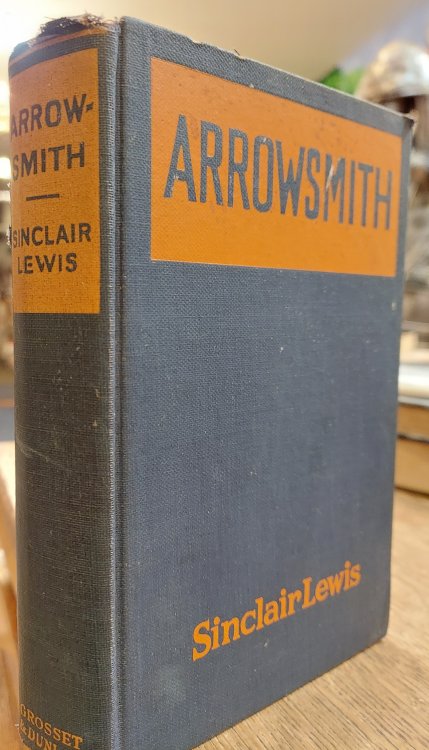 ARROW-
SMITH
SINCLAIR
LEWIS
GROSSET
ARROWSMITH
Sinclair Lewis